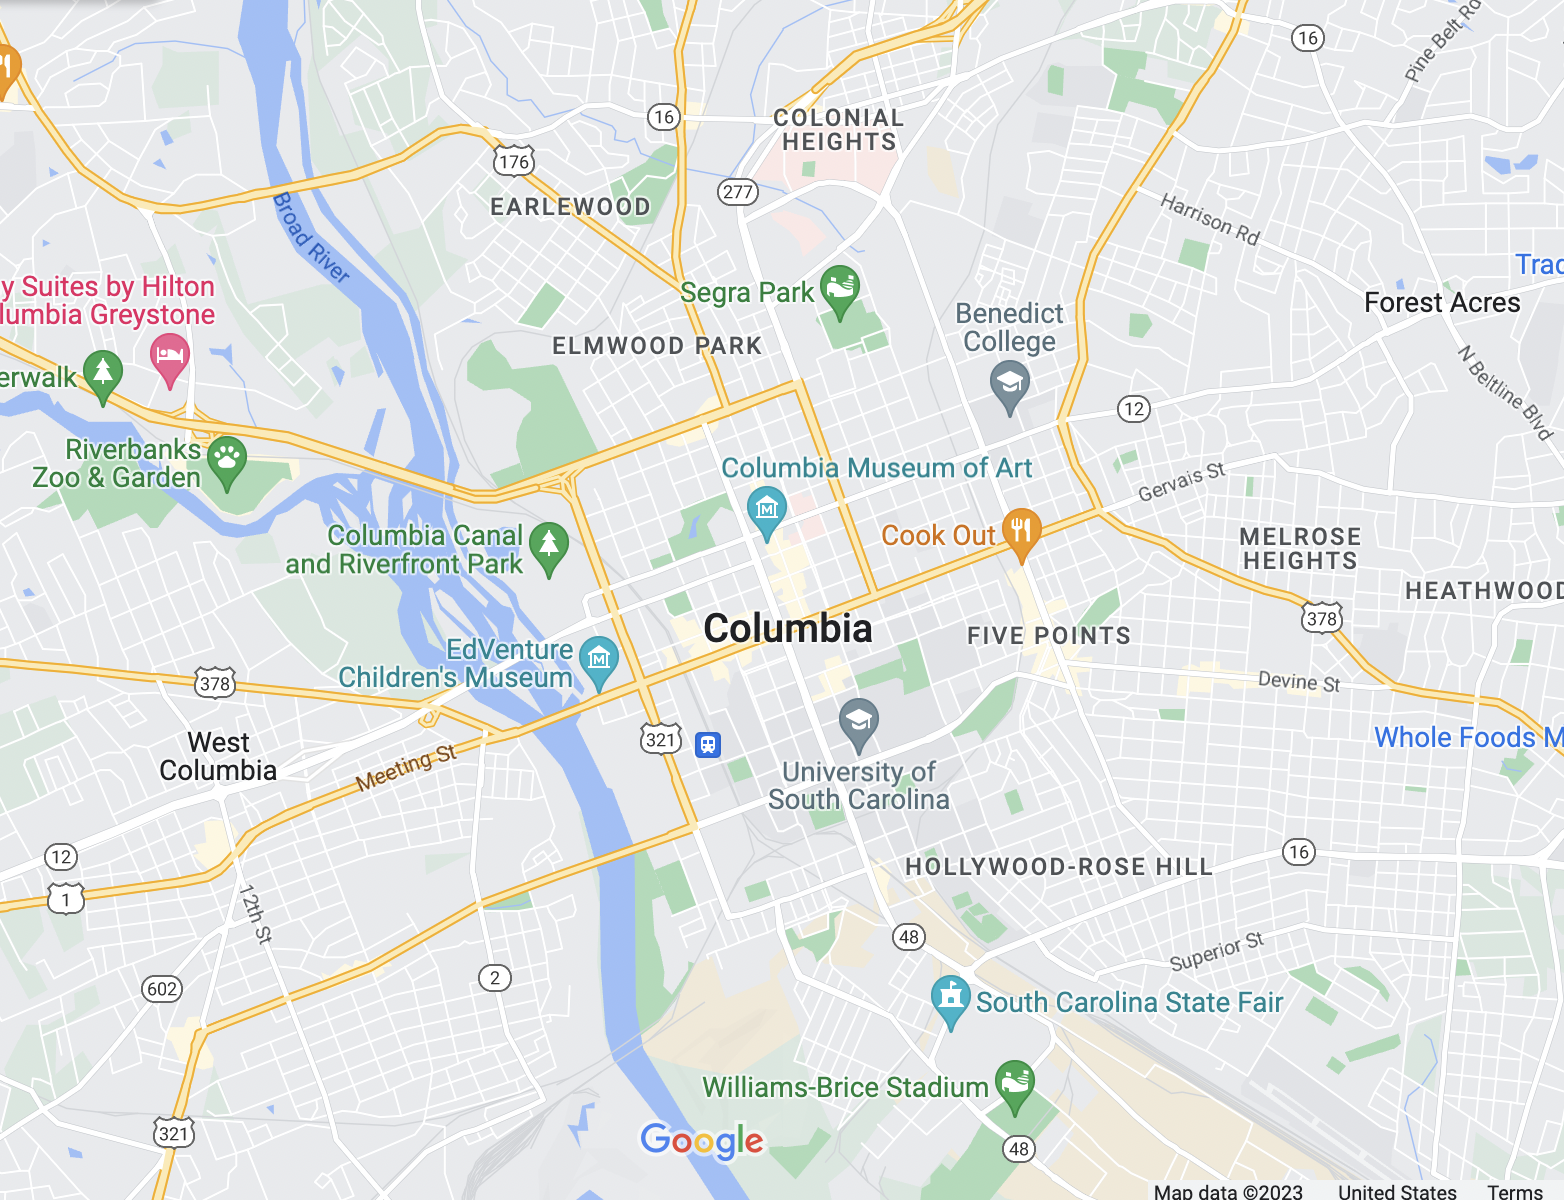 16
Pine Belt Rd
COLONIAL
HEIGHTS
16
176
277
EARLEWOOD
Harrison Rd
Broad River
Trad
y Suites by Hilton
lumbia Greystone
Segra Park
Forest Acres
Benedict
College
ELMWOOD PARK
N Beltline Blvd
erwalk
12
Riverbanks
Zoo & Garden
Columbia Museum of Art
Gervais St
Columbia Canal
and Riverfront Park
Cook Out
MELROSE
HEIGHTS
HEATHWOOD
378
Columbia
FIVE POINTS
EdVenture
Children's Museum
378
Devine St
West
Columbia
321
Whole Foods M
Meeting St
University of
South Carolina
12
1
16
HOLLYWOOD-ROSE HILL
12th St
48
Superior St
602
2
South Carolina State Fair
Williams-Brice Stadium
321
Google
48
Map data ©2023 United States Terms